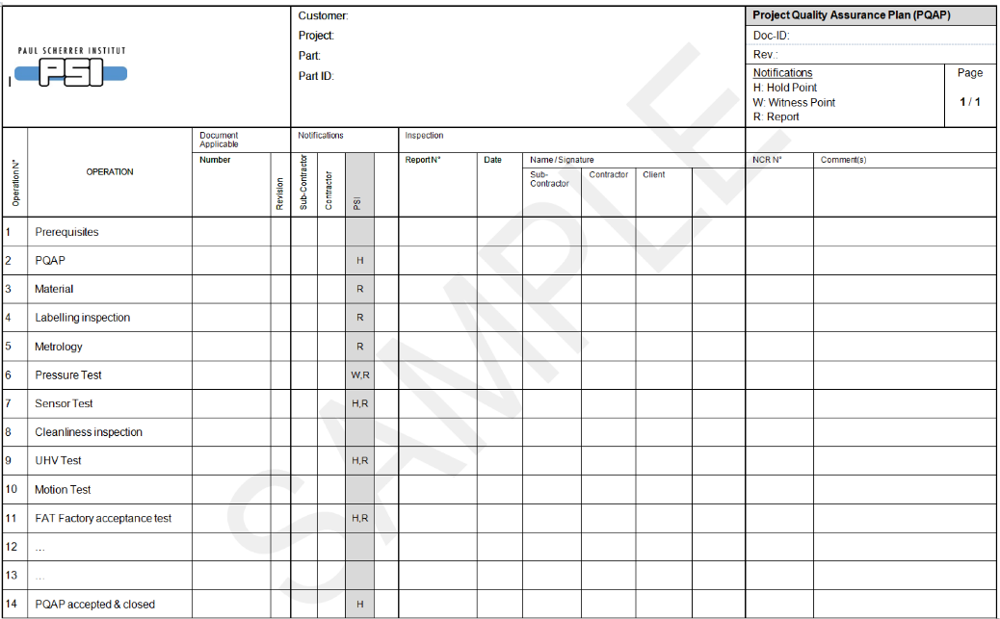 PAUL SCHERRER INSTITUT
PSI
Customer:
Project:
Part:
Part ID:
Project Quality Assurance Plan (PQAP)
Doc-ID:
Rev.:
Notifications
H: Hold Point
W: Witness Point
R: Report
Page
1 / 1
Operation N°
OPERATION
Document
Applicable
Number
Revision
Notifications
Sub-Contractor
Contractor
PSI
Inspection
Report N°
Date
Name / Signature
Sub-
Contractor
Contractor
Client
NCR N°
Comment(s)
1 Prerequisites
2 PQAP H
3 Material R
4 Labelling inspection R
5 Metrology R
6 Pressure Test W,R
7 Sensor Test H,R
8 Cleanliness inspection
9 UHV Test H,R
10 Motion Test
11 FAT Factory acceptance test H,R
12 ...
13 ...
14 PQAP accepted & closed H
SAMPLE